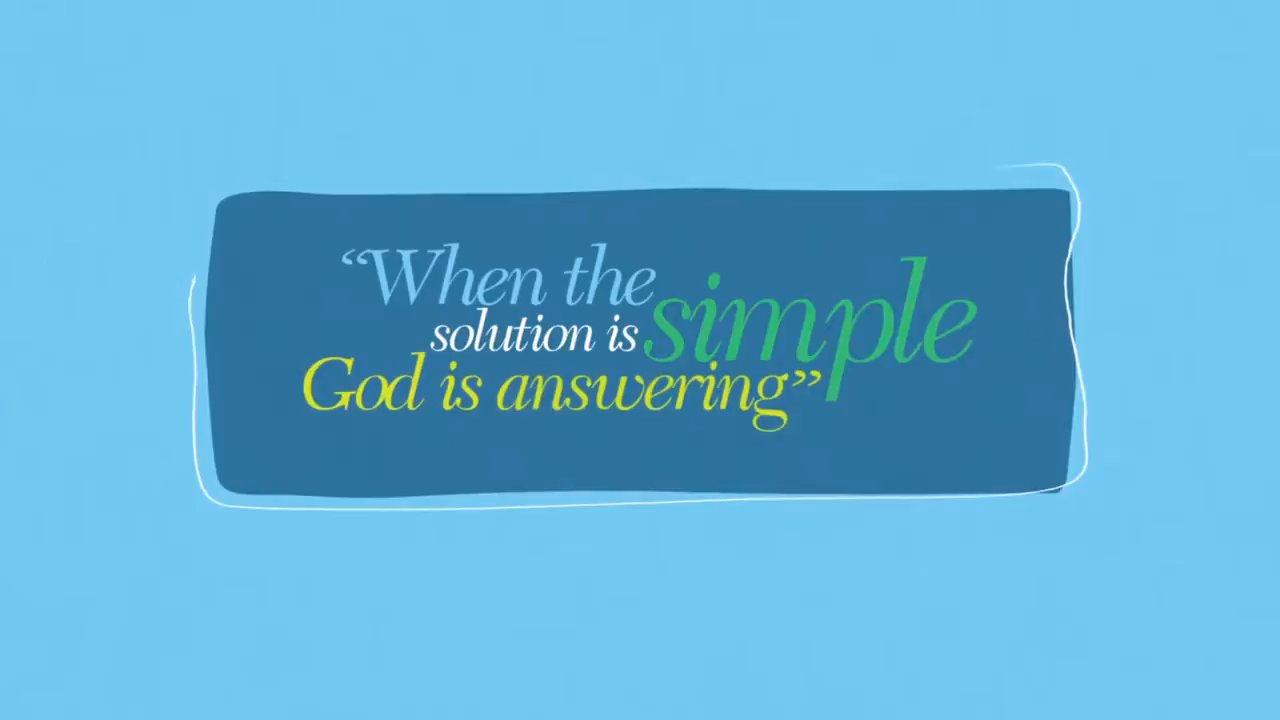 “When the
solution is simple
God is answering”